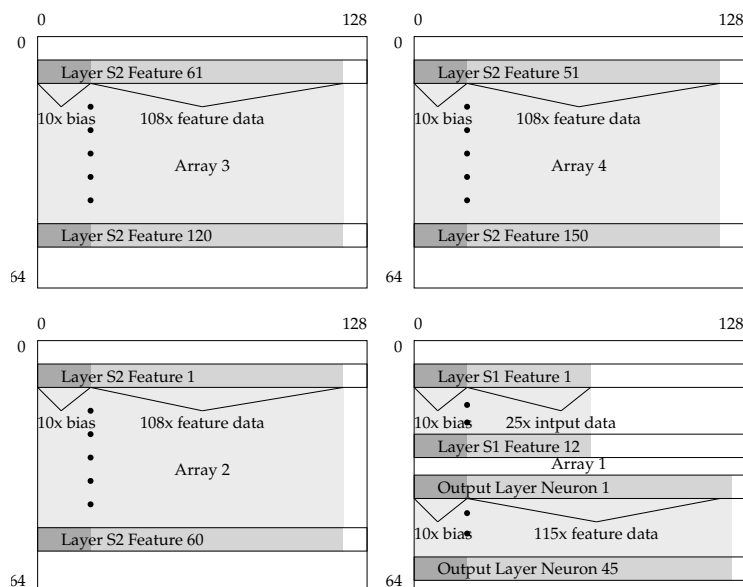 0 128
0
Layer S2 Feature 61
10x bias 108x feature data
Array 3
Layer S2 Feature 120
64
0 128
0
Layer S2 Feature 51
10x bias 108x feature data
Array 4
Layer S2 Feature 150
64
0 128
0
Layer S2 Feature 1
10x bias 108x feature data
Array 2
Layer S2 Feature 60
64
0 128
0
Layer S1 Feature 1
10x bias 25x intput data
Layer S1 Feature 12
Array 1
Output Layer Neuron 1
10x bias 115x feature data
Output Layer Neuron 45
64